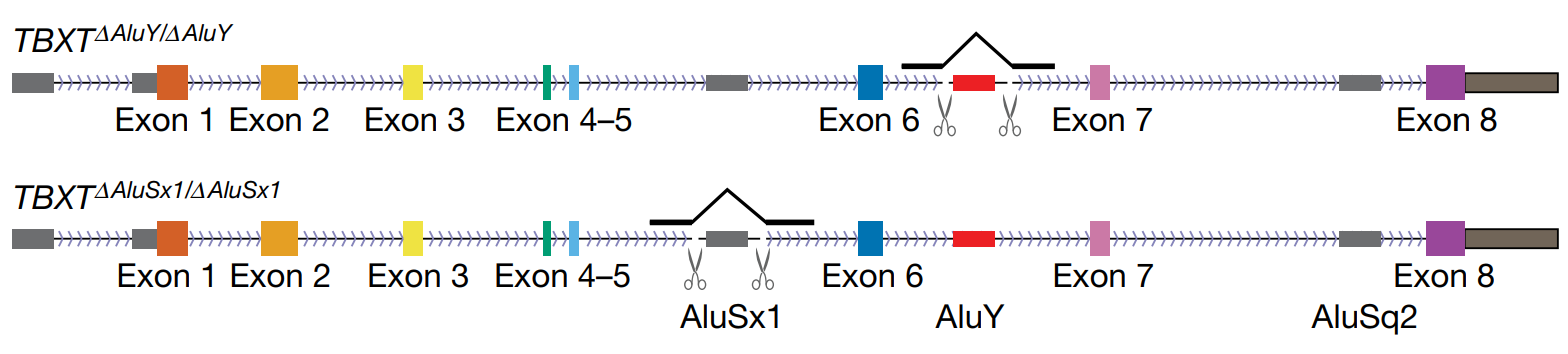 TBXT^ΔAluY/ΔAluY
Exon 1 Exon 2 Exon 3 Exon 4–5 Exon 6 Exon 7 Exon 8
TBXT^ΔAluSx1/ΔAluSx1
Exon 1 Exon 2 Exon 3 Exon 4–5 Exon 6 Exon 7 Exon 8
AluSx1 AluY AluSq2